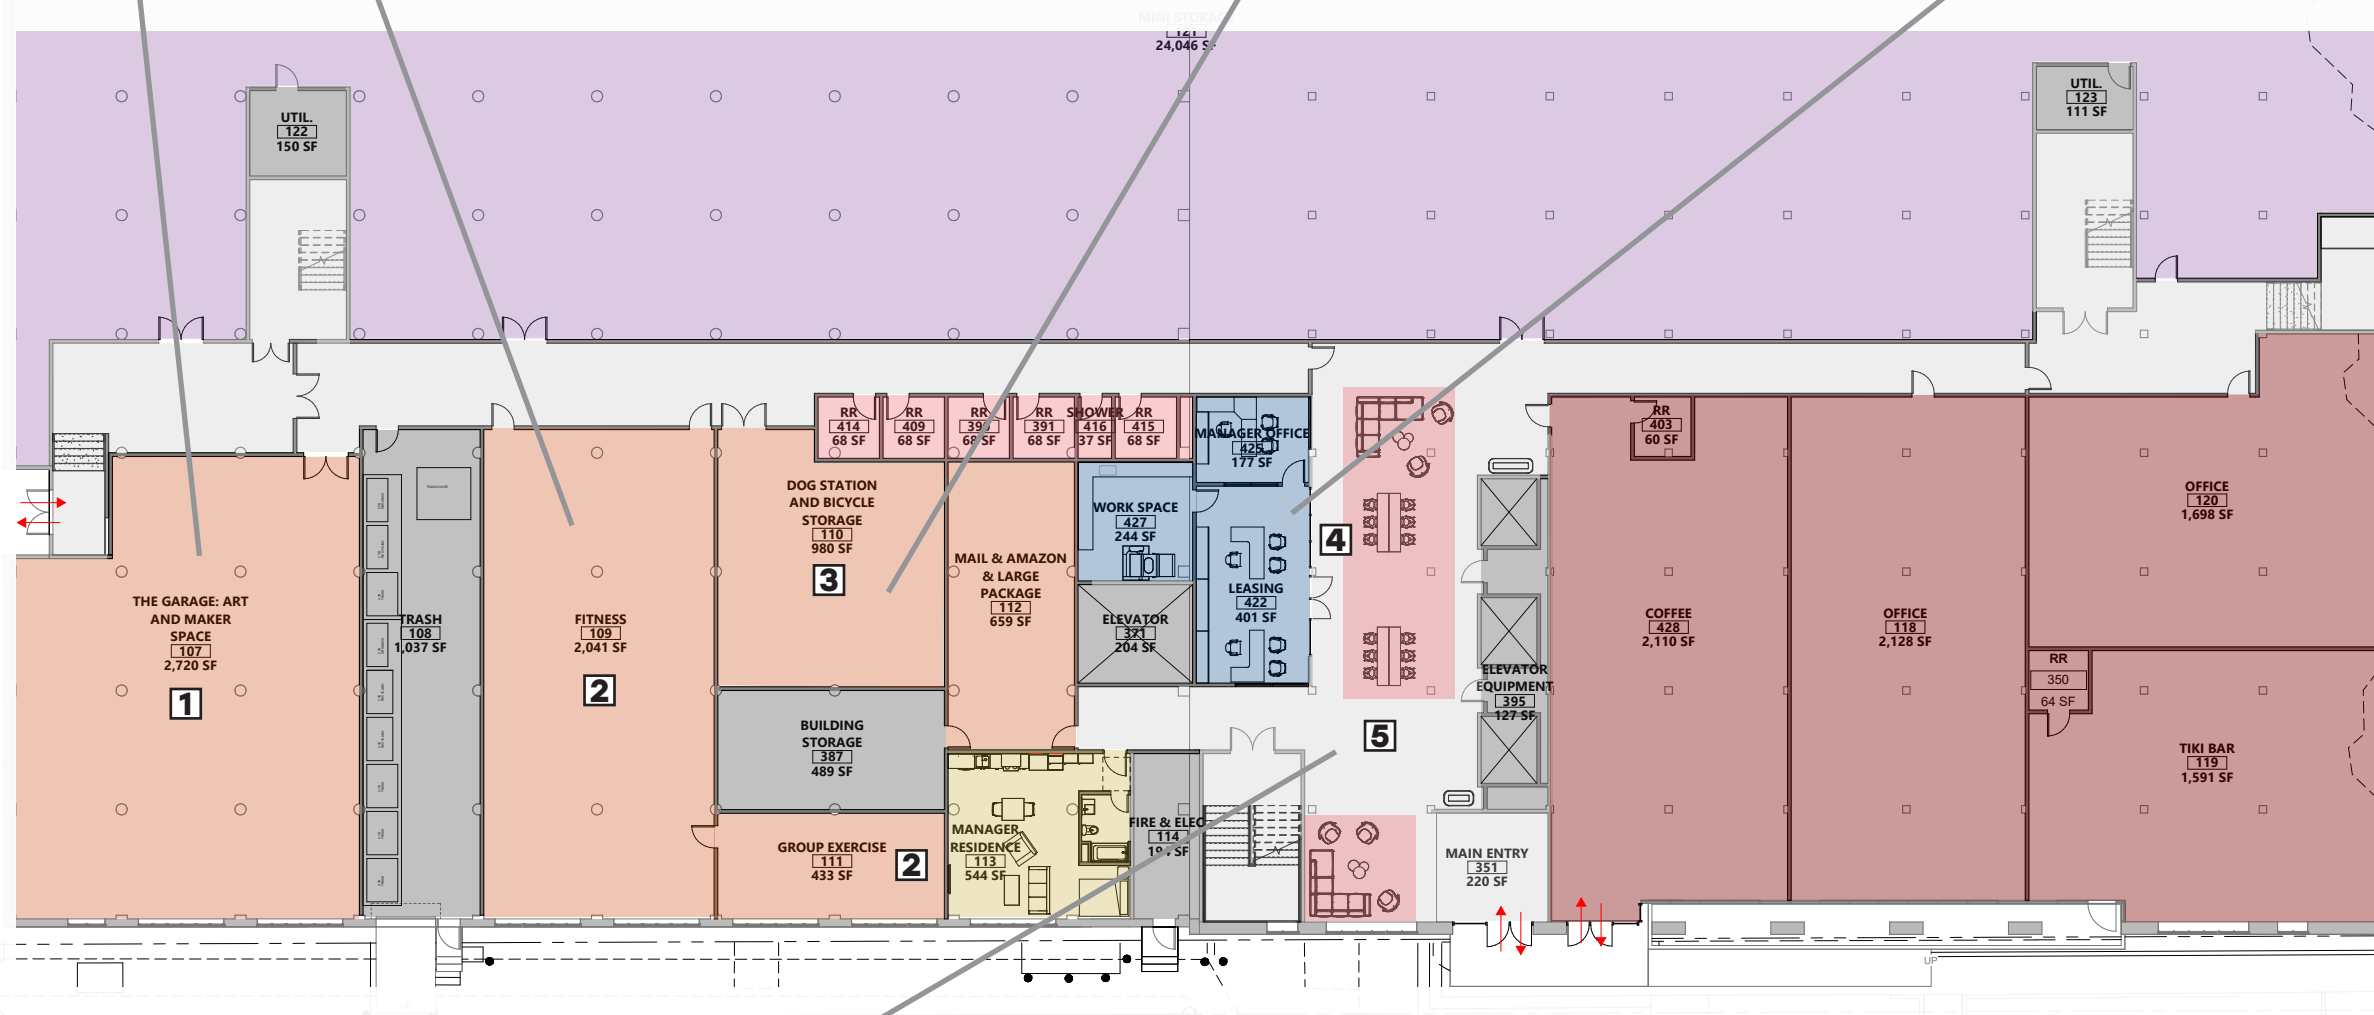 MINI STORAGE
121
24,046 SF
UTIL.
122
150 SF
UTIL.
123
111 SF
RR
414
68 SF
RR
409
68 SF
RR
68 SF
RR
391
68 SF
SHOWER
416
37 SF
RR
415
68 SF
MANAGER OFFICE
425
177 SF
RR
403
60 SF
DOG STATION
AND BICYCLE
STORAGE
110
980 SF
3
WORK SPACE
427
244 SF
4
OFFICE
120
1,698 SF
MAIL & AMAZON
& LARGE
PACKAGE
112
659 SF
THE GARAGE: ART
AND MAKER
SPACE
107
2,720 SF
1
TRASH
108
1,037 SF
FITNESS
109
2,041 SF
2
ELEVATOR
371
204 SF
LEASING
422
401 SF
COFFEE
428
2,110 SF
OFFICE
118
2,128 SF
ELEVATOR
EQUIPMENT
395
127 SF
RR
350
64 SF
BUILDING
STORAGE
387
489 SF
5
TIKI BAR
119
1,591 SF
GROUP EXERCISE
111
433 SF
2
MANAGER
RESIDENCE
113
544 SF
FIRE & ELEC
114
MAIN ENTRY
351
220 SF
UP
UP